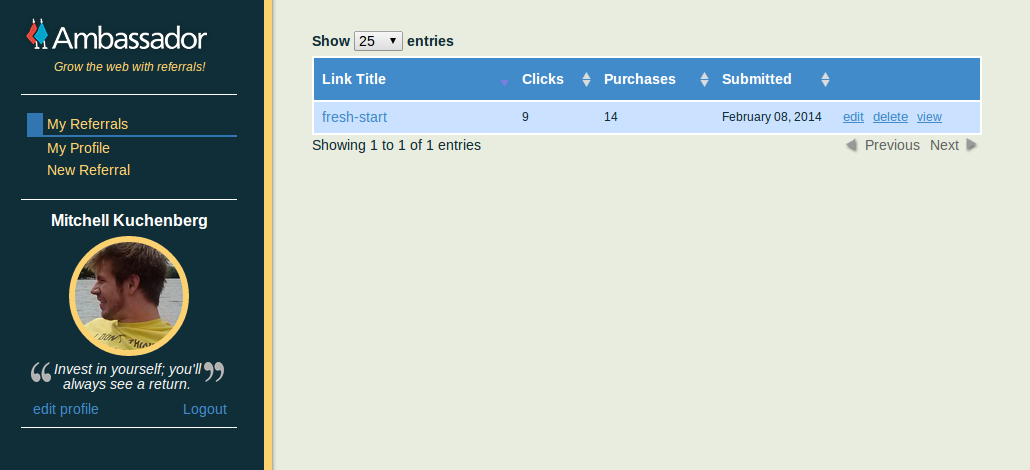 Ambassador
Grow the web with referrals!
My Referrals
My Profile
New Referral
Mitchell Kuchenberg
“Invest in yourself; you'll
always see a return.”
edit profile Logout
Show 25 entries
Link Title Clicks Purchases Submitted
fresh-start 9 14 February 08, 2014 edit delete view
Showing 1 to 1 of 1 entries Previous Next